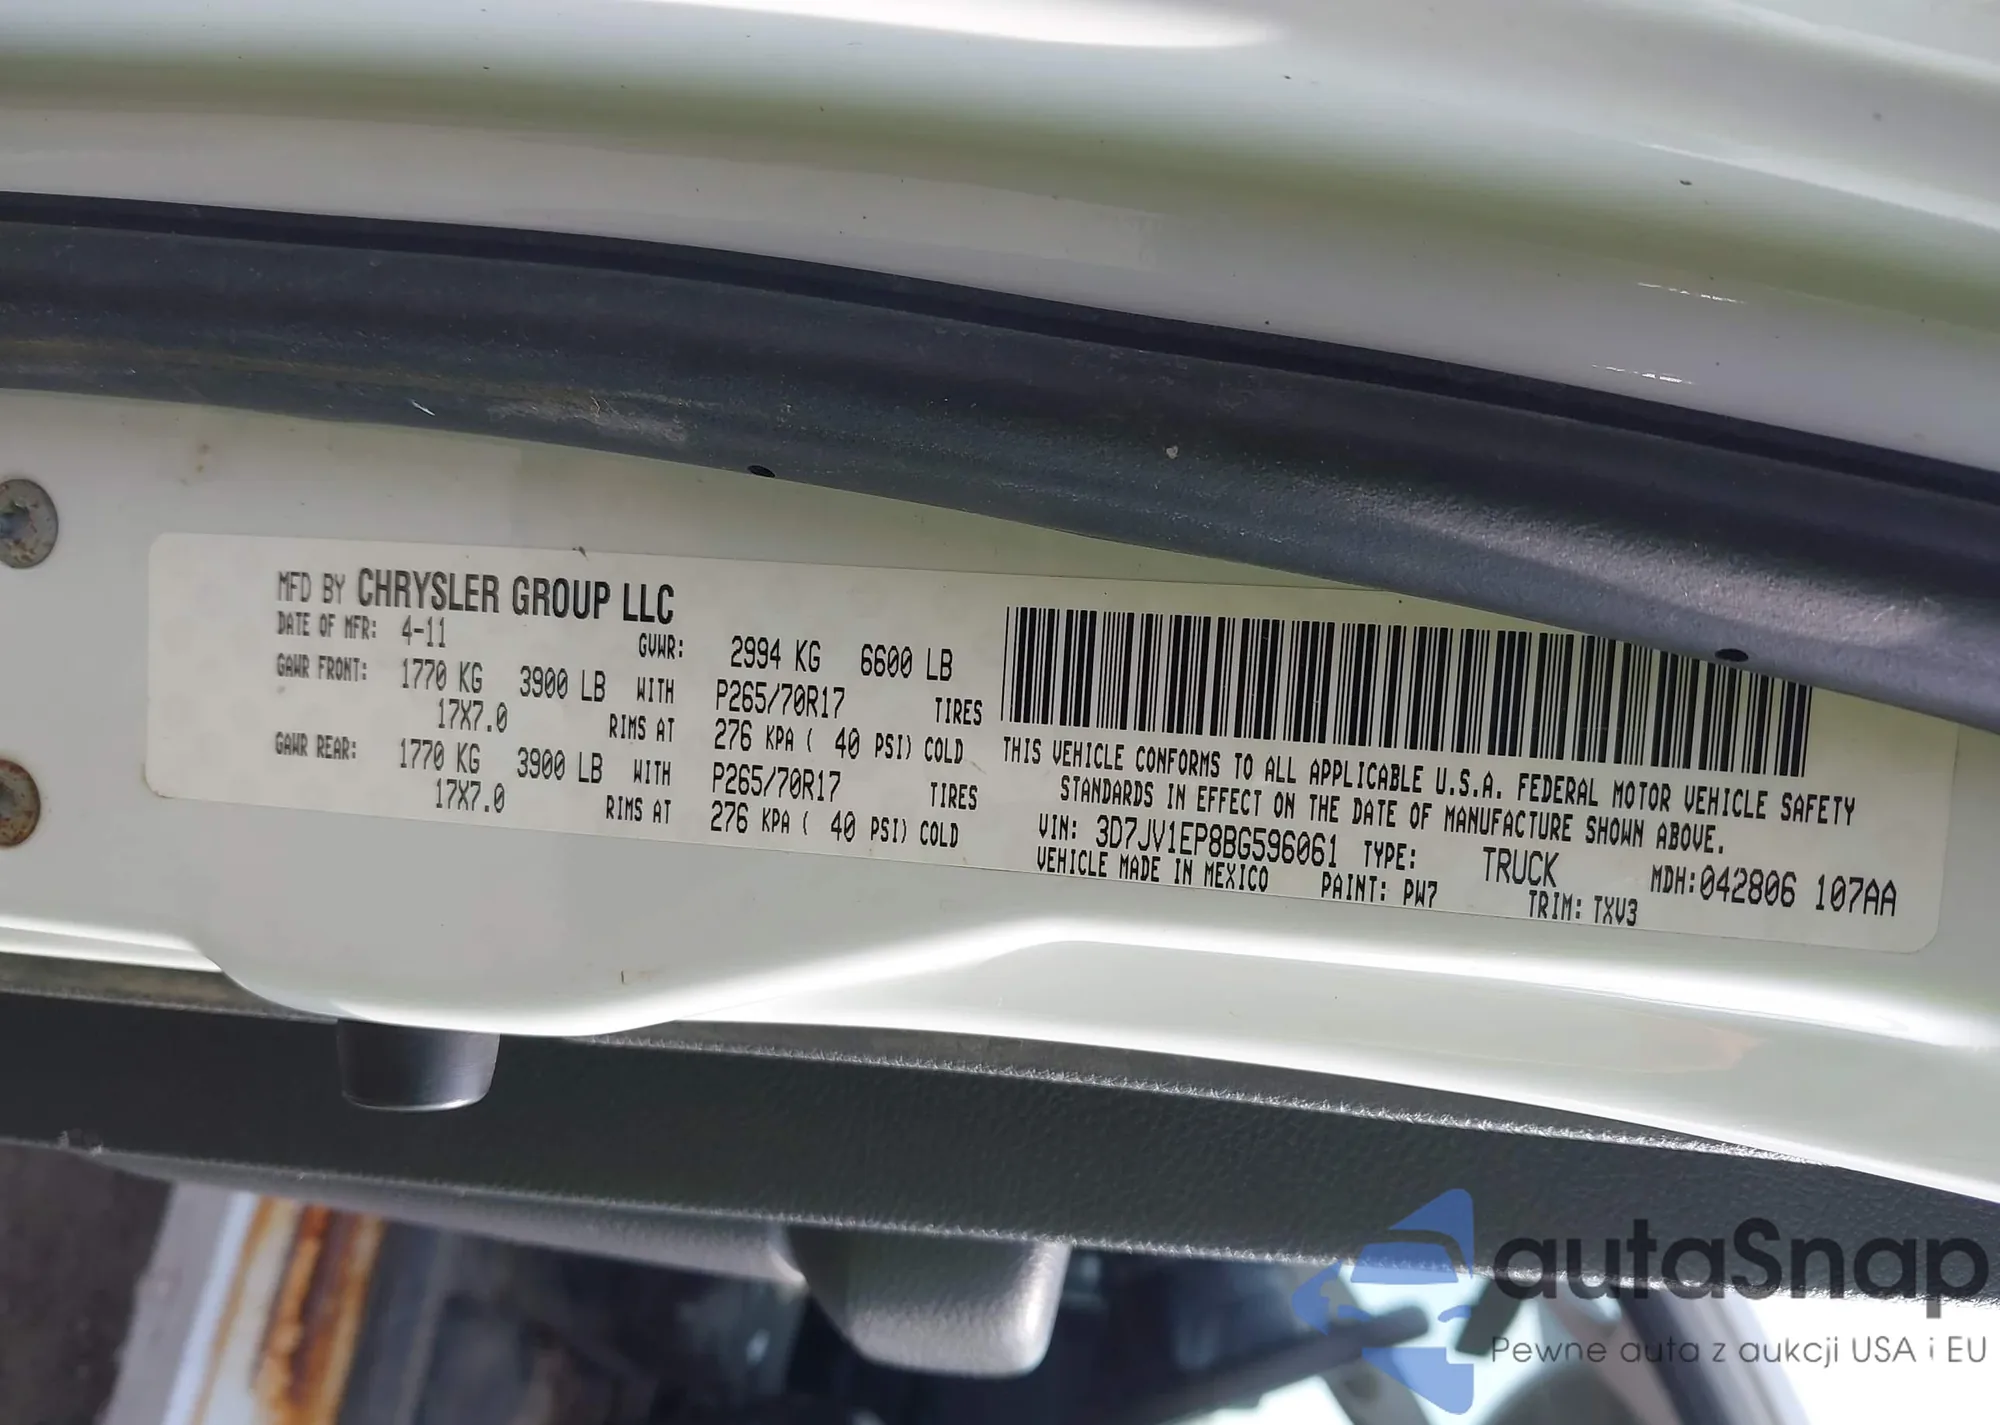 MFD BY CHRYSLER GROUP LLC
DATE OF MFR: 4-11 GVWR: 2994 KG 6600 LB
GAWR FRONT: 1770 KG 3900 LB WITH P265/70R17 TIRES
17X7.0 RIMS AT 276 KPA ( 40 PSI) COLD
GAWR REAR: 1770 KG 3900 LB WITH P265/70R17 TIRES
17X7.0 RIMS AT 276 KPA ( 40 PSI) COLD
THIS VEHICLE CONFORMS TO ALL APPLICABLE U.S.A. FEDERAL MOTOR VEHICLE SAFETY
STANDARDS IN EFFECT ON THE DATE OF MANUFACTURE SHOWN ABOVE.
VIN: 3D7JV1EP8BG596061 TYPE: TRUCK MDH:042806 107AA
VEHICLE MADE IN MEXICO PAINT: PW7 TRIM: TXV3
autaSnap
Pewne auta z aukcji USA i EU